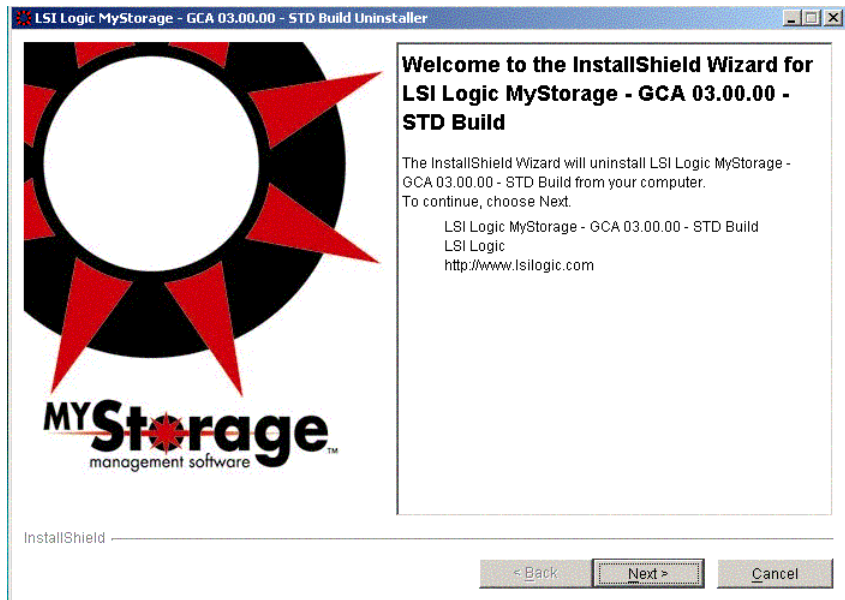 LSI Logic MyStorage - GCA 03.00.00 - STD Build Uninstaller
Welcome to the InstallShield Wizard for
LSI Logic MyStorage - GCA 03.00.00 -
STD Build
The InstallShield Wizard will uninstall LSI Logic MyStorage -
GCA 03.00.00 - STD Build from your computer.
To continue, choose Next.
LSI Logic MyStorage - GCA 03.00.00 - STD Build
LSI Logic
http://www.lsilogic.com
MYStorage™
management software
InstallShield
< Back
Next >
Cancel